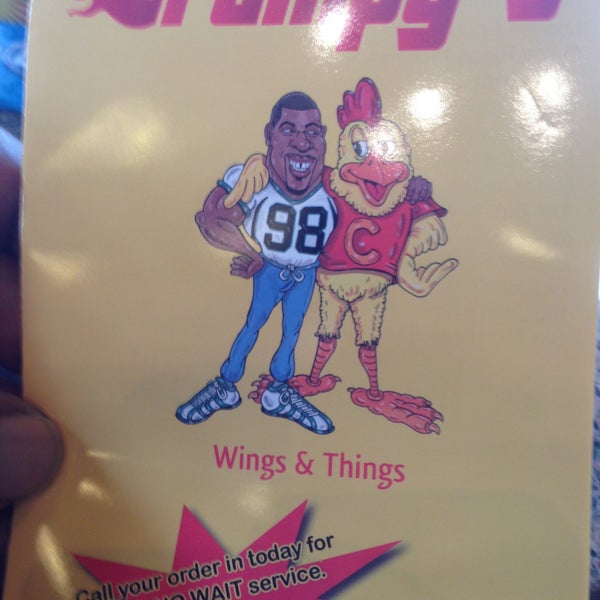 98
C
Wings & Things
Call your order in today for
WAIT service.